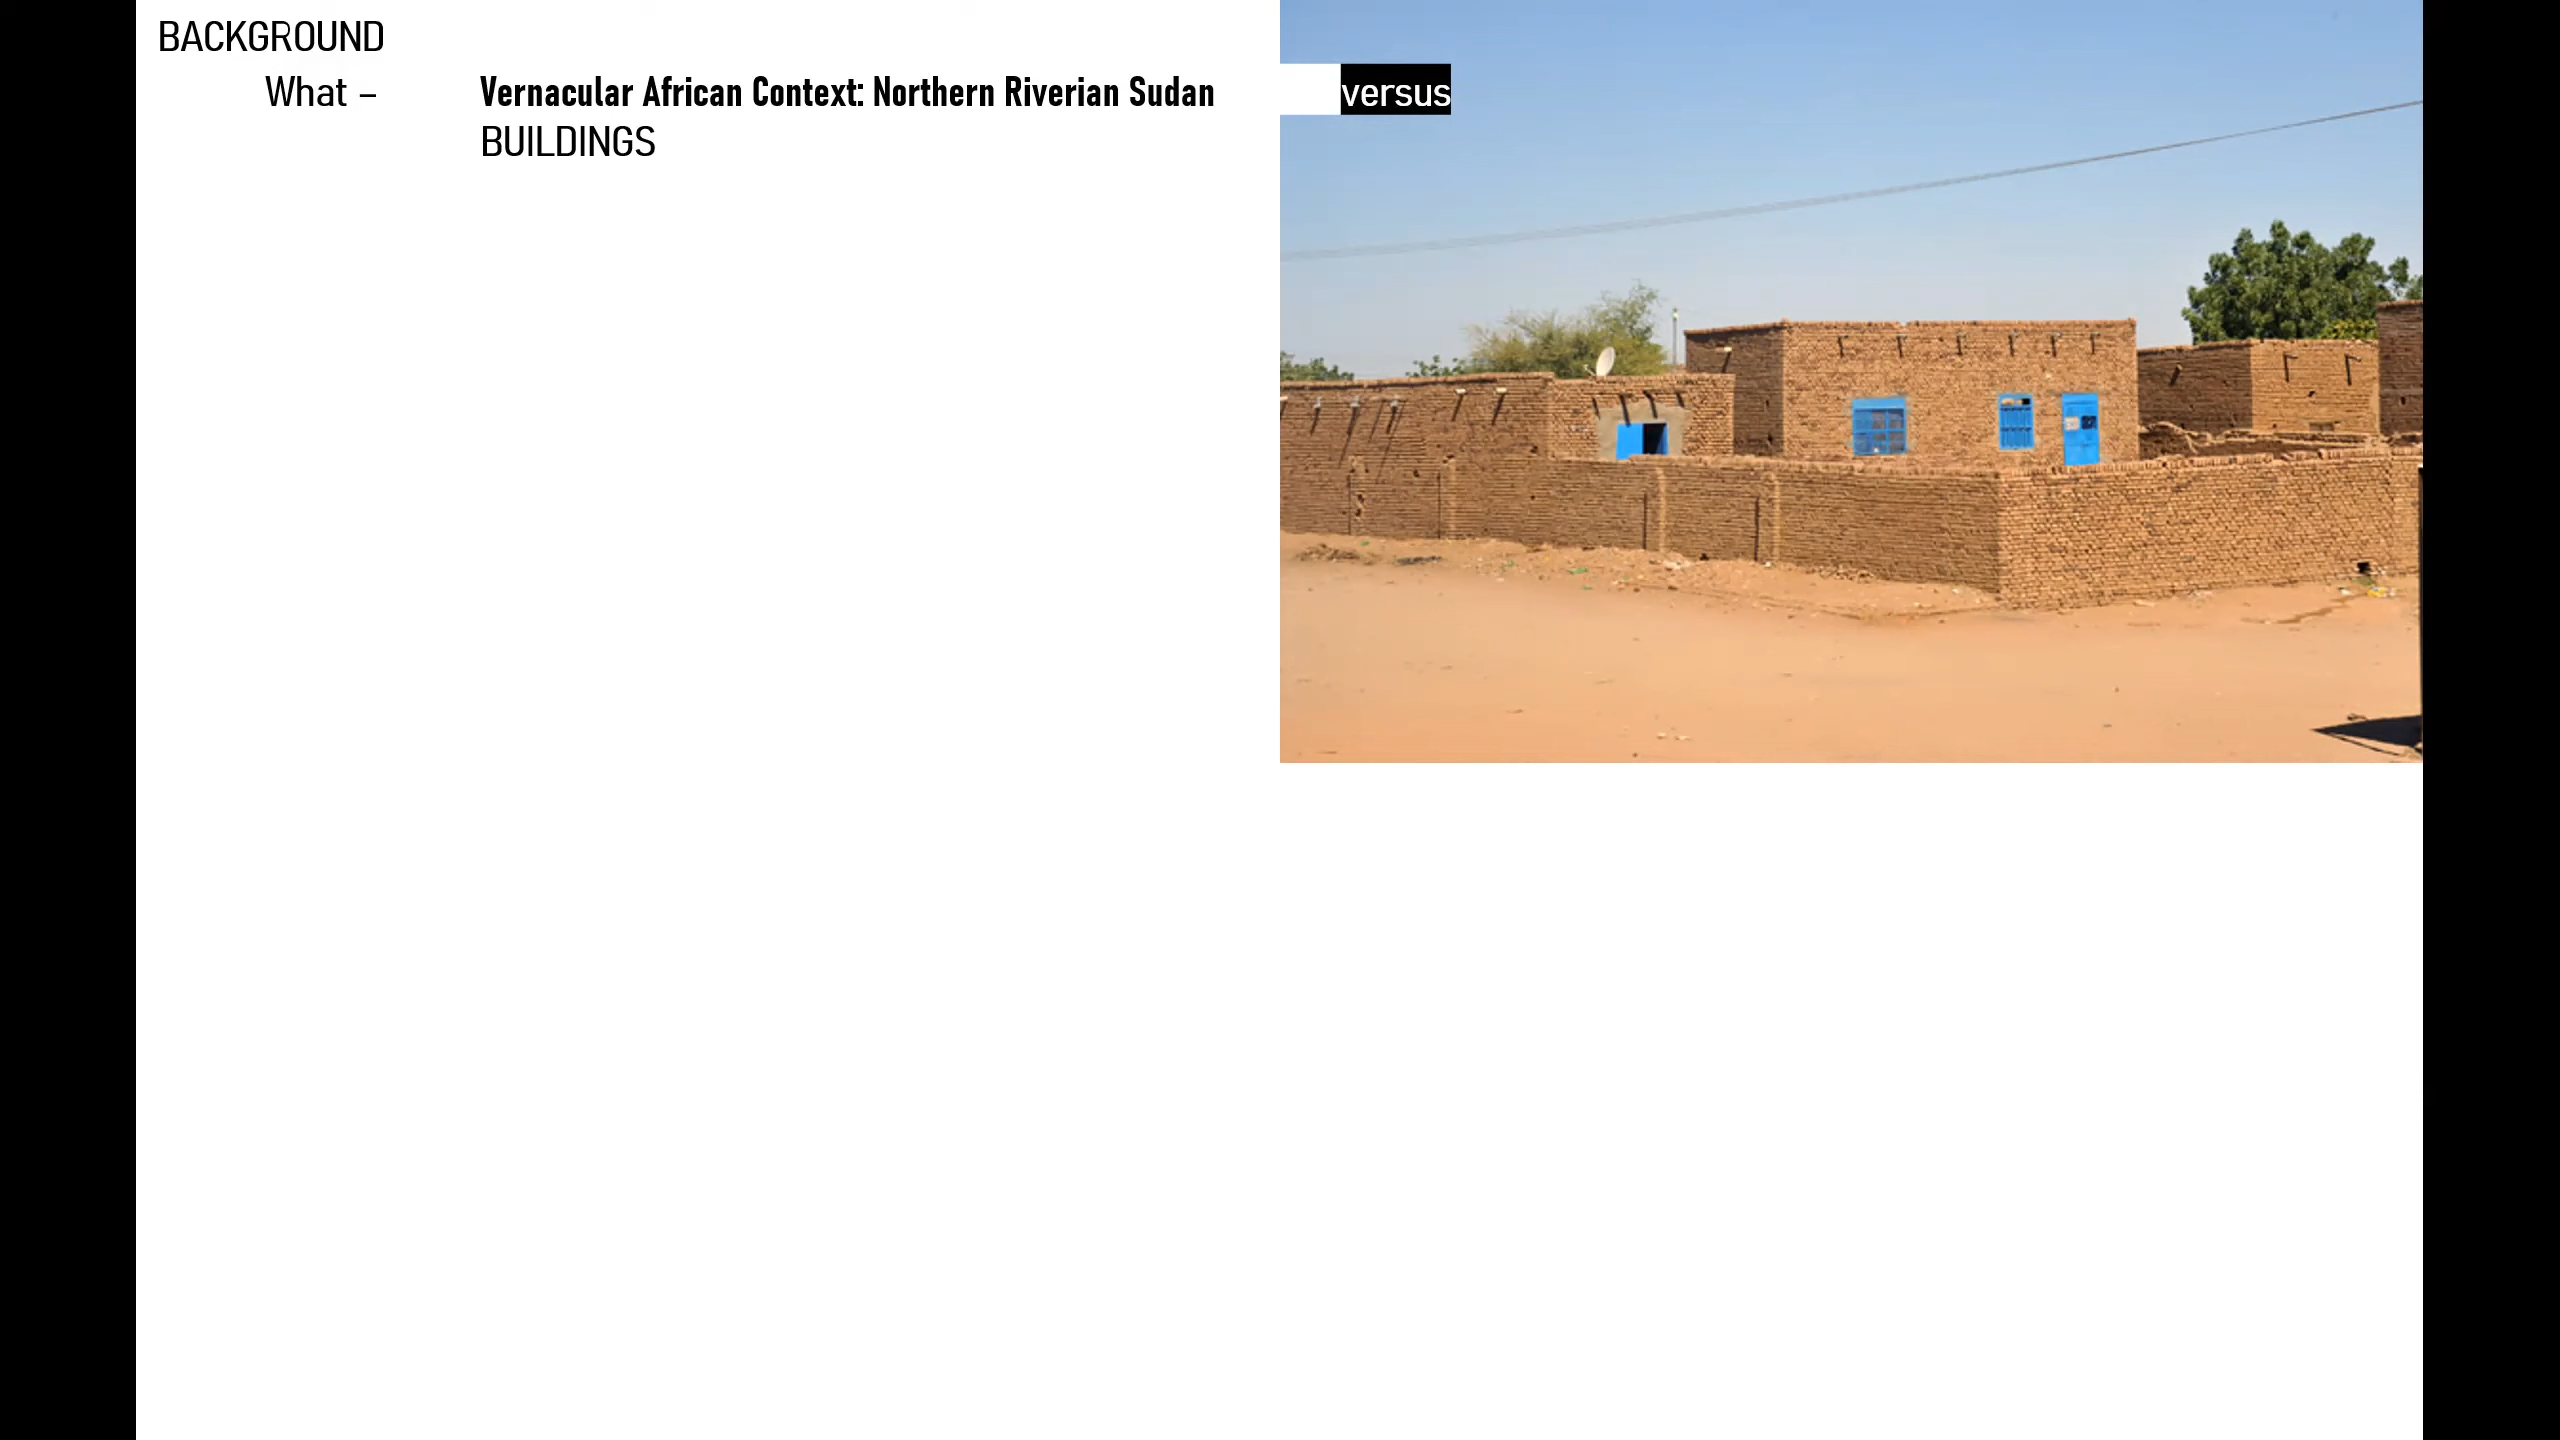 BACKGROUND
What – Vernacular African Context: Northern Riverian Sudan versus
BUILDINGS